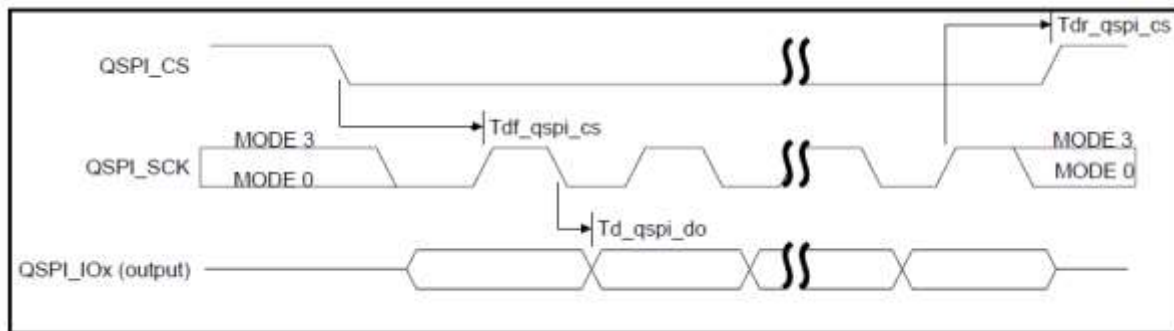 Tdr_qspi_cs
QSPI_CS
Tdf_qspi_cs
MODE 3
MODE 3
QSPI_SCK
MODE 0
MODE 0
Td_qspi_do
QSPI_IOx (output)